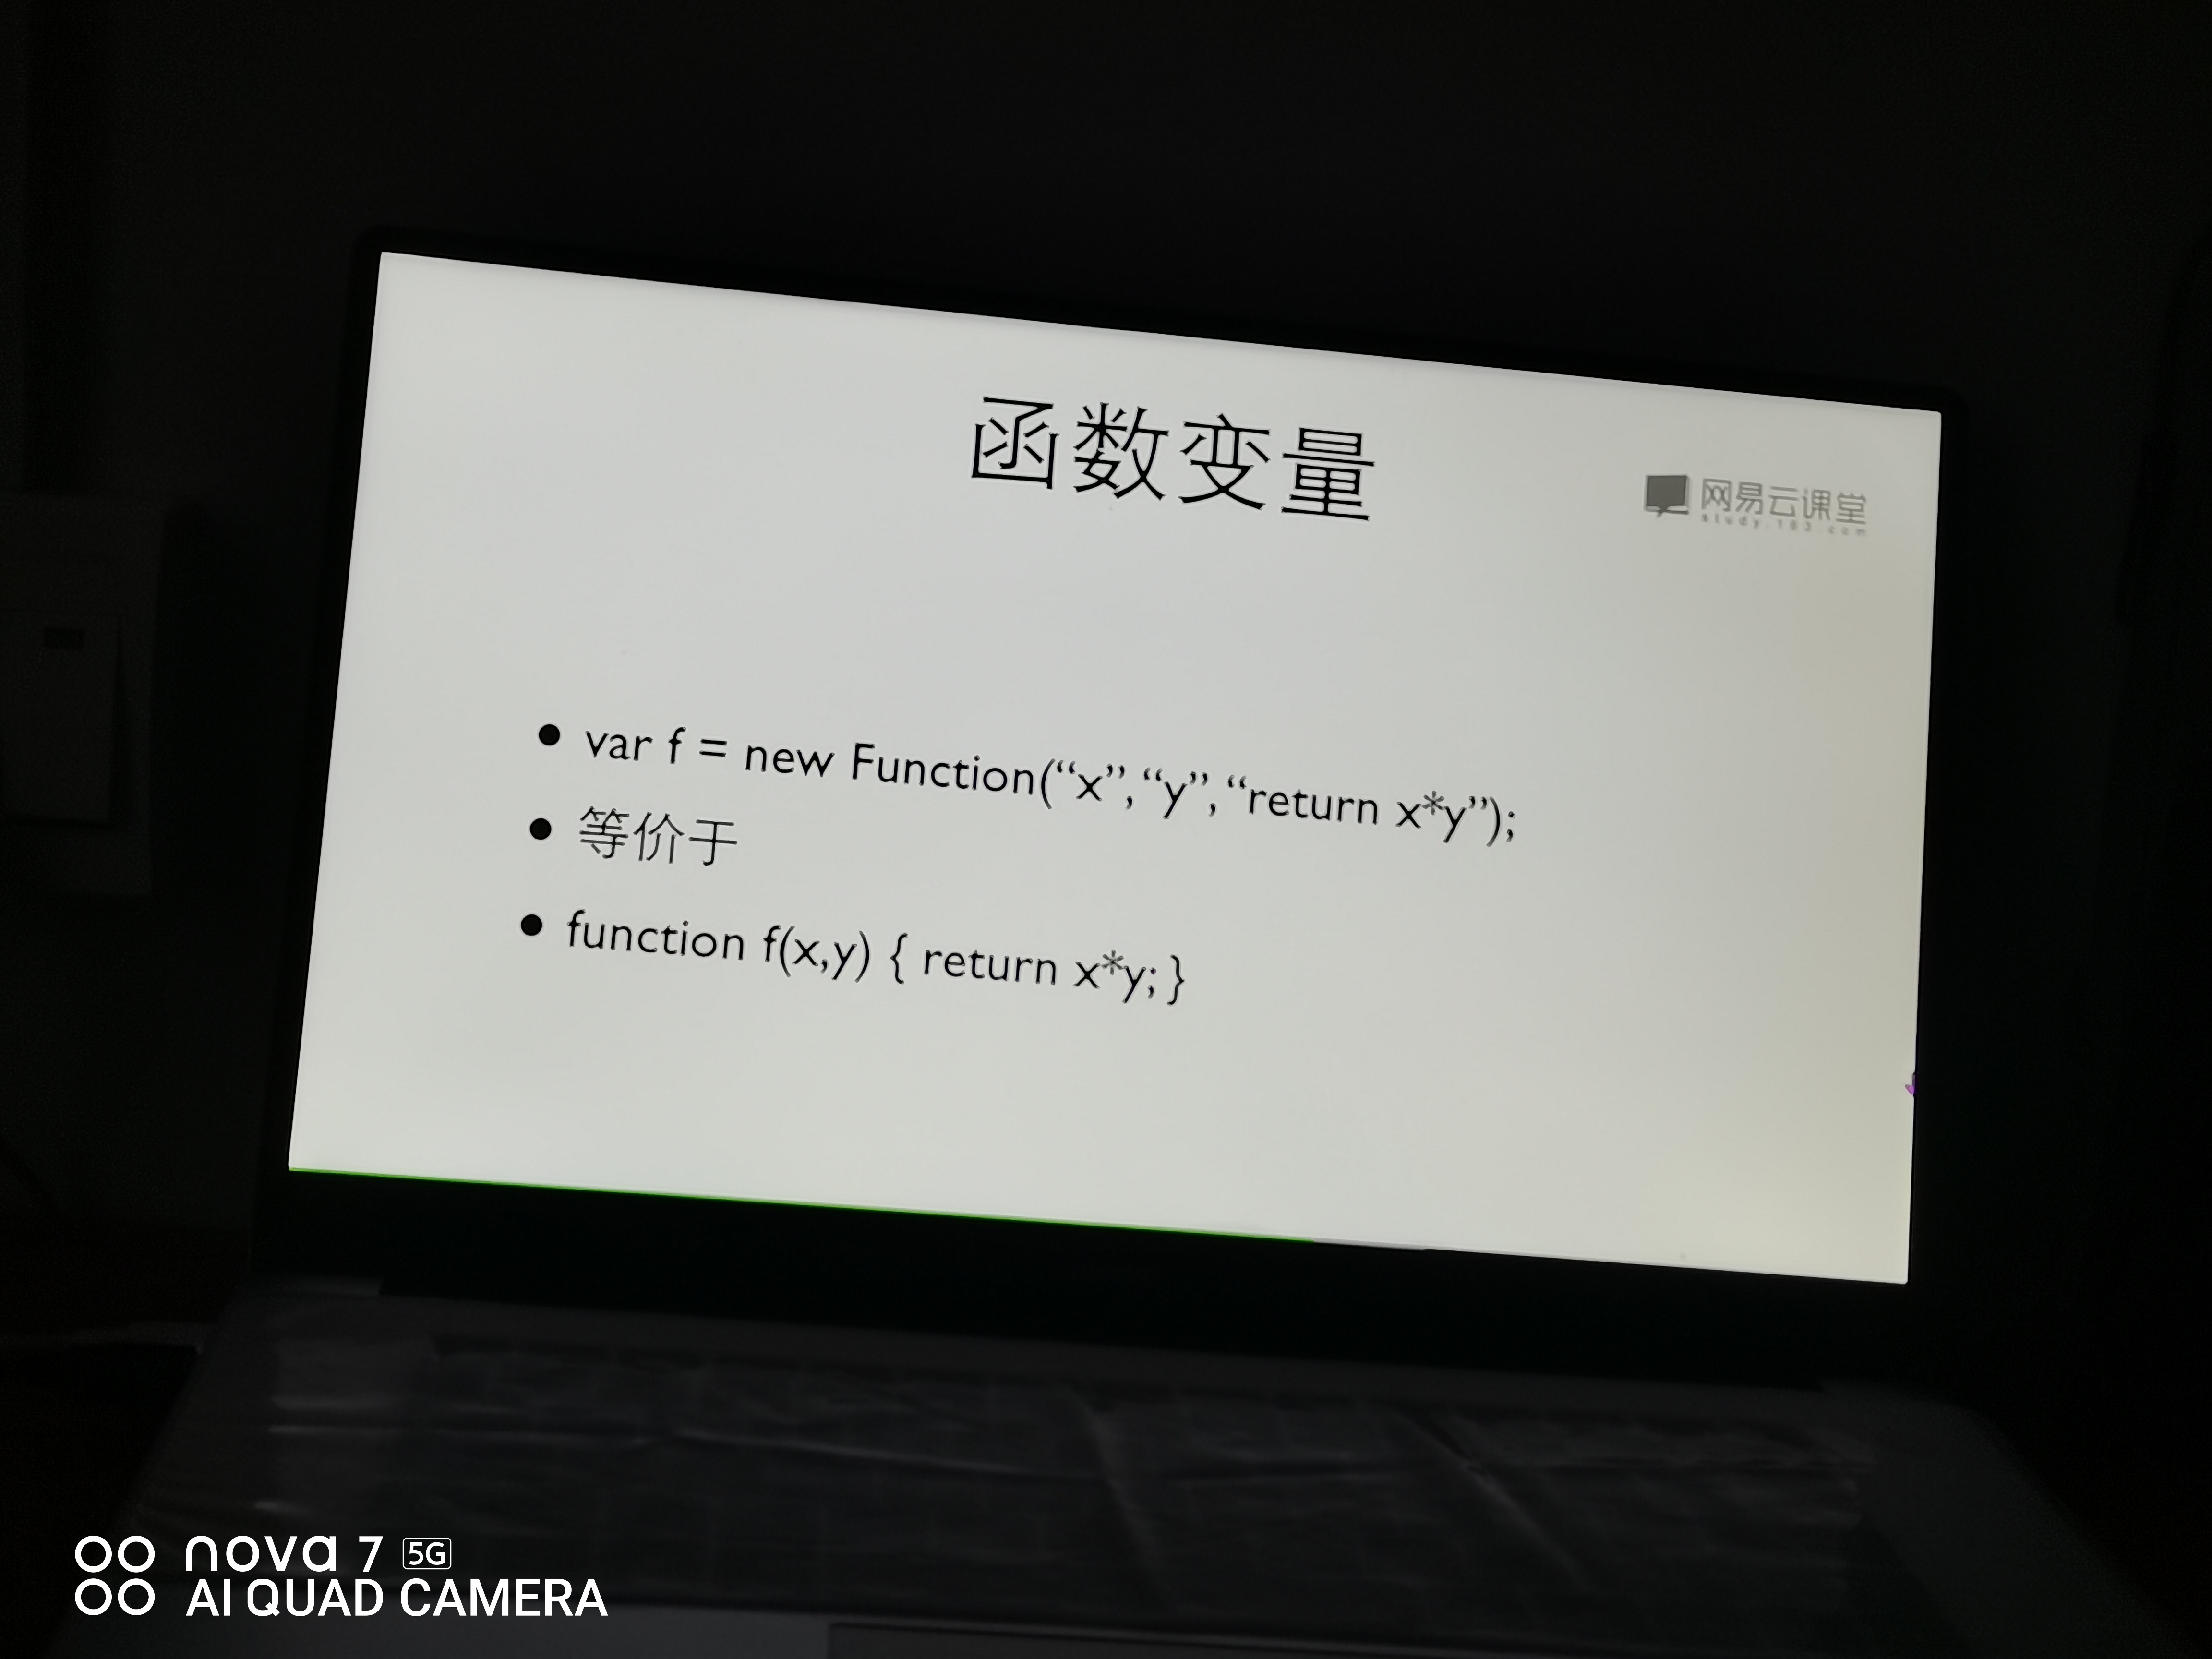 函数变量
网易云课堂
study.163.com
• var f = new Function(“x”,“y”,“return x*y”);
• 等价于
• function f(x,y) { return x*y; }
nova 7 5G
AI QUAD CAMERA